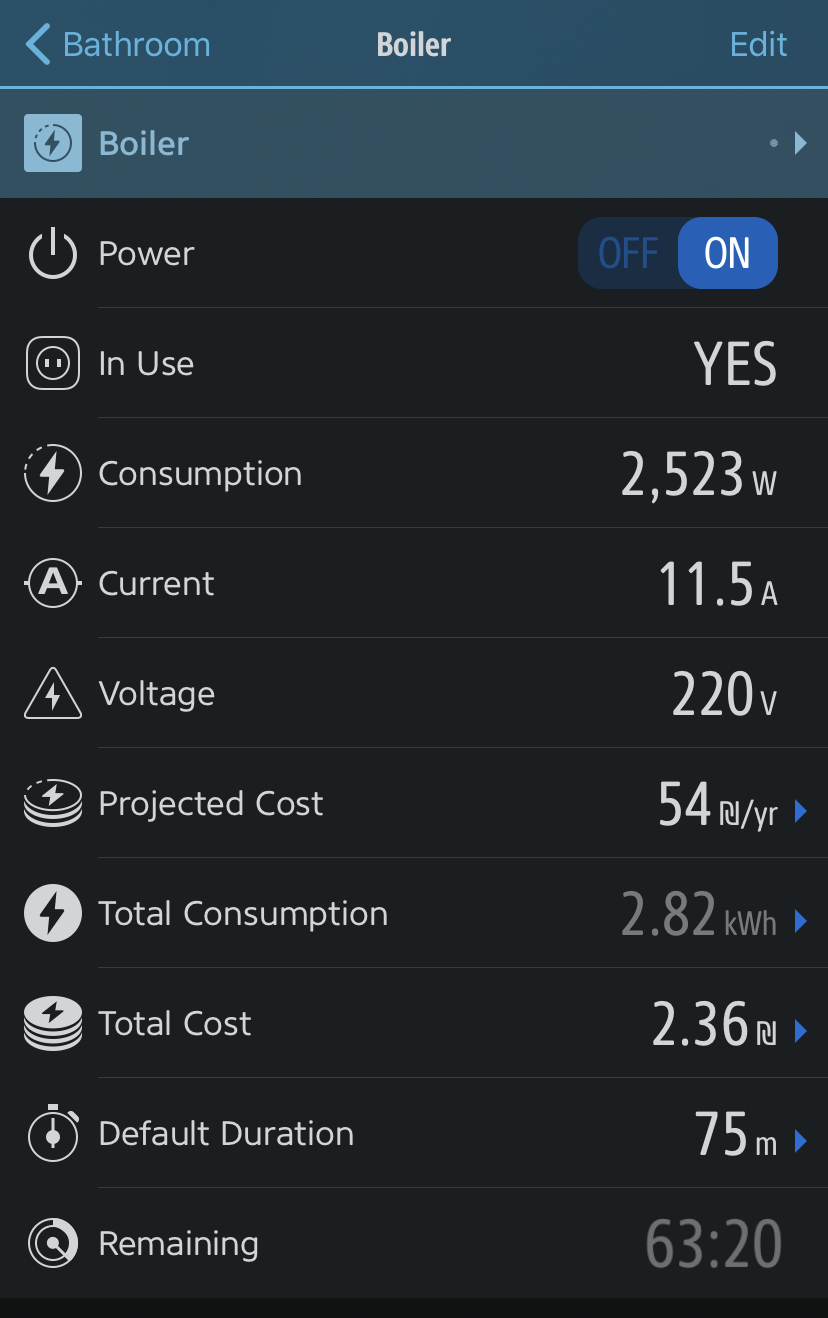 Bathroom Boiler Edit
Boiler
Power OFF ON
In Use YES
Consumption 2,523 W
A Current 11.5 A
Voltage 220 V
Projected Cost 54 ₪/yr
Total Consumption 2.82 kWh
Total Cost 2.36 ₪
Default Duration 75 m
Remaining 63:20